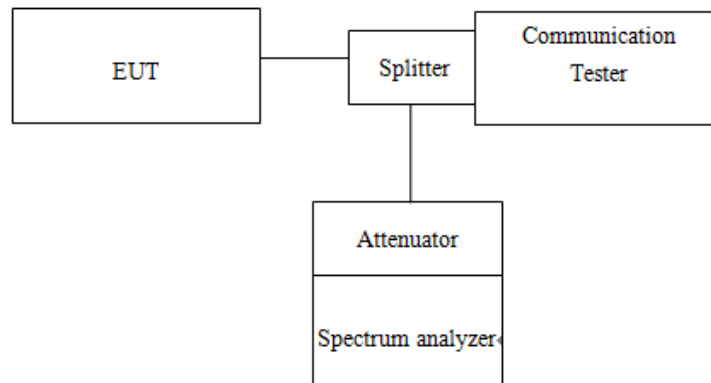 EUT
Splitter
Communication
Tester
Attenuator
Spectrum analyzer